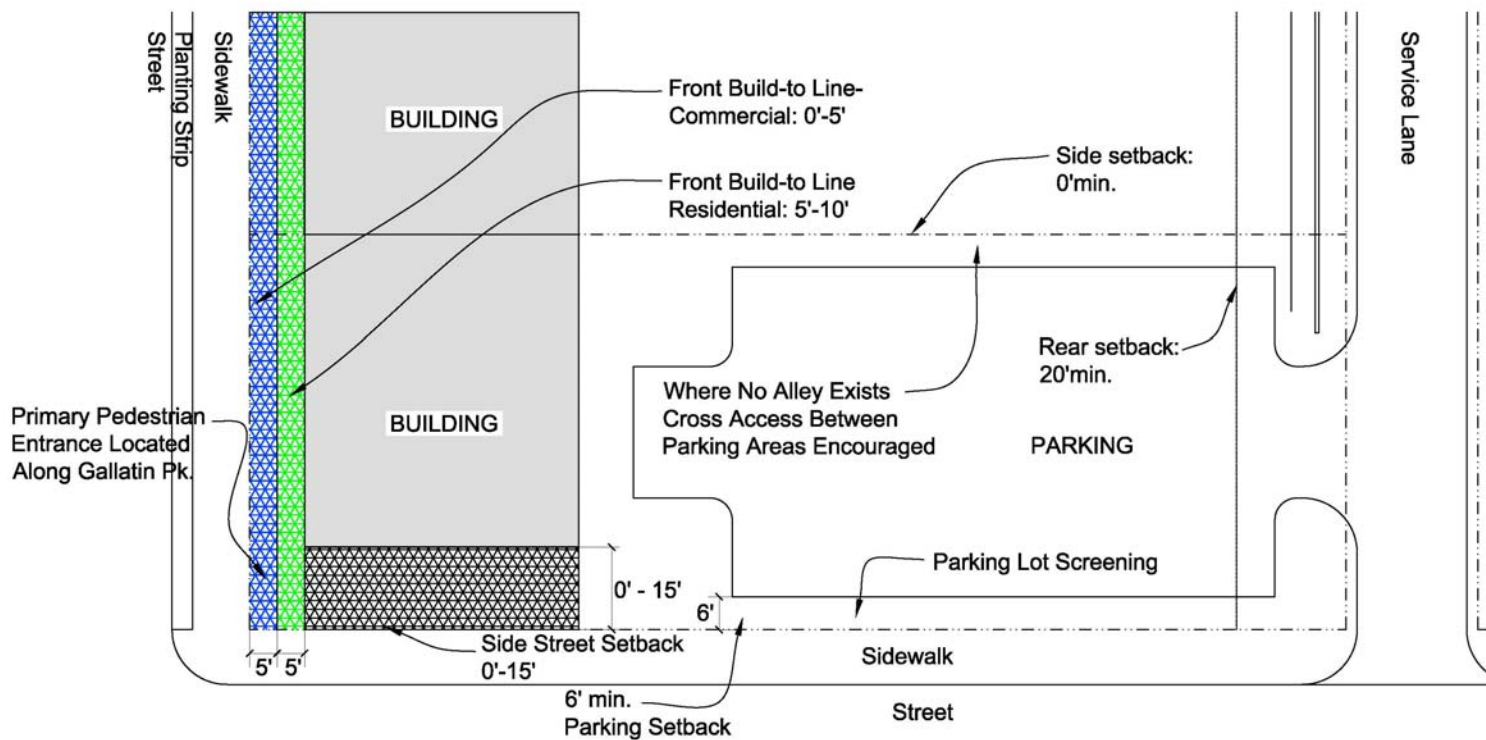 Street
Planting Strip
Sidewalk
BUILDING
Front Build-to Line-
Commercial: 0'-5'
Front Build-to Line
Residential: 5'-10'
Side setback:
0'min.
Service Lane
Rear setback:
20'min.
Where No Alley Exists
Cross Access Between
Parking Areas Encouraged
PARKING
BUILDING
Primary Pedestrian
Entrance Located
Along Gallatin Pk.
Parking Lot Screening
0' - 15'
6'
5'
5'
Side Street Setback
0'-15'
6' min.
Parking Setback
Sidewalk
Street